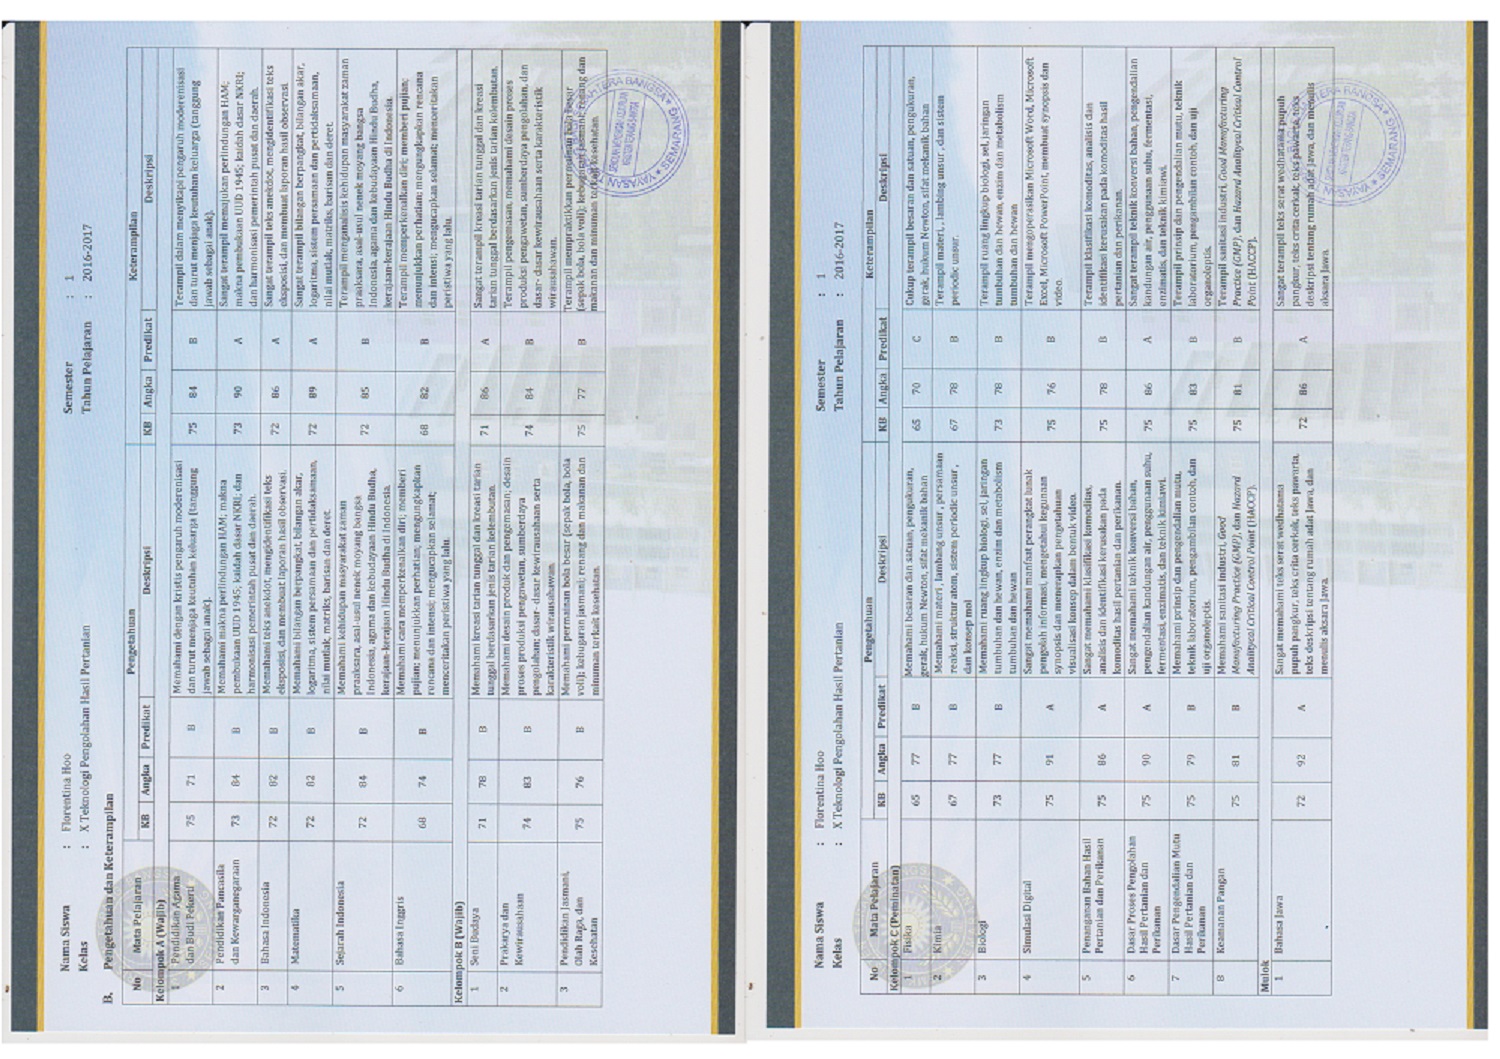 Nama Siswa : Florentina Hoo Semester : 1
Kelas : X Teknologi Pengolahan Hasil Pertanian Tahun Pelajaran : 2016-2017
B. Pengetahuan dan Keterampilan
No Mata Pelajaran Pengetahuan Keterampilan
KB Angka Predikat Deskripsi KB Angka Predikat Deskripsi
Kelompok A (Wajib)
1 Pendidikan Agama dan Budi Pekerti 75 71 B Memahami dengan Kritis pengaruh moderenisasi
dan turut menjaga keutuhan keluarga (tanggung
jawab sebagai anak).
75 84 B Terampil dalam menyikapi pengaruh moderenisasi
dan turut menjaga keutuhan keluarga (tanggung
jawab sebagai anak).
2 Pendidikan Pancasila dan Kewarganegaraan 73 84 B Memahami makna perlindungan HAM; makna
pembukaan UUD 1945; kaidah dasar NKRI; dan
harmonisasi pemerintah pusat dan daerah.
73 90 A Sangat terampil memajukan perlindungan HAM;
makna pembukaan UUD 1945; kaidah dasar NKRI;
dan harmonisasi pemerintah pusat dan daerah.
3 Bahasa Indonesia 72 82 B Memahami teks anekdot, mengidentifikasi teks
eksposisi, dan membuat laporan hasil observasi.
72 86 A Sangat terampil teks anekdot, mengidentifikasi teks
eksposisi, dan membuat laporan hasil observasi
4 Matematika 72 82 B Memahami bilangan berpangkat, bilangan akar,
logaritma, sistem persamaan dan pertidaksamaan,
nilai mutlak, matriks, barisan dan deret.
72 89 A Sangat terampil bilangan berpangkat, bilangan akar,
logaritma, sistem persamaan dan pertidaksamaan,
nilai mutlak, matriks, barisan dan deret.
5 Sejarah Indonesia 72 84 B Memahami kehidupan masyarakat zaman
praaksara, asal-usul nenek moyang bangsa
Indonesia, agama dan kebudayaan Hindu Budha,
kerajaan-kerajaan Hindu Budha di Indonesia.
72 85 B Terampil menganalisis kehidupan masyarakat zaman
praaksara, asal-usul nenek moyang bangsa
Indonesia, agama dan kebudayaan Hindu Budha,
kerajaan-kerajaan Hindu Budha di Indonesia.
6 Bahasa Inggris 68 74 B Memahami cara memperkenalkan diri; memberi
pujian; menunjukkan perhatian; mengungkapkan
rencana dan intensi; mengucapkan selamat;
menceritakan peristiwa yang lalu.
68 82 B Terampil memperkenalkan diri; memberi pujian;
menunjukkan perhatian; mengungkapkan rencana
dan intensi; mengucapkan selamat; menceritakan
peristiwa yang lalu.
Kelompok B (Wajib)
1 Seni Budaya 71 78 B Memahami kreasi tarian tunggal dan kreasi tarian
tunggal berdasarkan jenis tarian kelembutan.
71 86 A Sangat terampil kreasi tarian tunggal dan kreasi
tarian tunggal berdasarkan jenis tarian kelembutan.
2 Prakarya dan Kewirausahaan 74 83 B Memahami desain produk dan pengemasan; desain
proses produksi pengawetan, sumberdaya
pengolahan; dasar- dasar kewirausahaan serta
karakteristik wirausahawan.
74 84 B Terampil pengemasan, memahami desain proses
produksi pengawetan, sumberdaya pengolahan, dan
dasar- dasar kewirausahaan serta karakteristik
wirausahawan.
3 Pendidikan Jasmani, Olah Raga, dan Kesehatan 75 76 B Memahami permainan bola besar (sepak bola, bola
voli); kebugaran jasmani; renang dan makanan dan
minuman terkait kesehatan.
75 77 B Terampil mempraktikkan permainan bola besar
(sepak bola, bola voli); kebugaran jasmani; renang dan
makanan dan minuman terkait kesehatan.
YAYASAN SEMARANG
Nama Siswa : Florentina Hoo Semester : 1
Kelas : X Teknologi Pengolahan Hasil Pertanian Tahun Pelajaran : 2016-2017
No Mata Pelajaran Pengetahuan Keterampilan
KB Angka Predikat Deskripsi KB Angka Predikat Deskripsi
Kelompok C (Peminatan)
1 Fisika 65 77 B Memahami besaran dan satuan, pengukuran,
gerak, hukum Newton, sifat mekanik bahan
65 70 C Cukup terampil besaran dan satuan, pengukuran,
gerak, hukum Newton, sifat mekanik bahan
2 Kimia 67 77 B Memahami materi , lambang unsur , persamaan
reaksi, struktur atom, sistem periodic unsur ,
dan konsep mol
67 78 B Terampil materi , lambang unsur , dan sistem
periodic unsur.
3 Biologi 73 77 B Memahami ruang lingkup biologi, sel, jaringan
tumbuhan dan hewan, enzim dan metabolism
tumbuhan dan hewan
73 78 B Terampil ruang lingkup biologi, sel, jaringan
tumbuhan dan hewan, enzim dan metabolism
tumbuhan dan hewan
4 Simulasi Digital 75 91 A Sangat memahami manfaat perangkat lunak
pengolah informasi, mengetahui kegunaan
synopsis dan menerapkan pengetahuan
visualisasi konsep dalam bentuk video.
75 76 B Terampil mengoperasikan Microsoft Word, Microsoft
Excel, Microsoft PowerPoint, membuat synopsis dan
video.
5 Penanganan Bahan Hasil Pertanian dan Perikanan 75 86 A Sangat memahami klasifikasi komoditas,
analisis dan identifikasi kerusakan pada
komoditas hasil pertanian dan perikanan.
75 78 B Terampil klasifikasi komoditas, analisis dan
identifikasi kerusakan pada komoditas hasil
pertanian dan perikanan.
6 Dasar Proses Pengolahan Hasil Pertanian dan Perikanan 75 90 A Sangat memahami teknik konversi bahan,
pengendalian kandungan air, penggunaan suhu,
fermentasi, enzimatis, dan teknik kimiawi.
75 86 A Sangat terampil teknik konversi bahan, pengendalian
kandungan air, penggunaan suhu, fermentasi,
enzimatis, dan teknik kimiawi.
7 Dasar Pengendalian Mutu Hasil Pertanian dan Perikanan 75 79 B Memahami prinsip dan pengendalian mutu,
teknik laboratorium, pengambilan contoh, dan
uji organoleptis.
75 83 B Terampil prinsip dan pengendalian mutu, teknik
laboratorium, pengambilan contoh, dan uji
organoleptis.
8 Keamanan Pangan 75 81 B Memahami sanitasi industri, Good
Manufacturing Practice (GMP), dan Hazard
Analitycal Critical Control Point (HACCP).
75 81 B Terampil sanitasi industri, Good Manufacturing
Practice (GMP), dan Hazard Analitycal Critical Control
Point (HACCP).
Mulok
1 Bahasa Jawa 72 92 A Sangat memahami teks serat wedhatama
pupuh pangkur, teks crita cerkak, teks pawarta,
teks deskripsi tentang rumah adat Jawa, dan
menulis aksara Jawa.
72 86 A Sangat terampil teks serat wedhatama pupuh
pangkur, teks crita cerkak, teks pawarta, teks
deskripsi tentang rumah adat Jawa, dan menulis
aksara Jawa.
YAYASAN SEMARANG